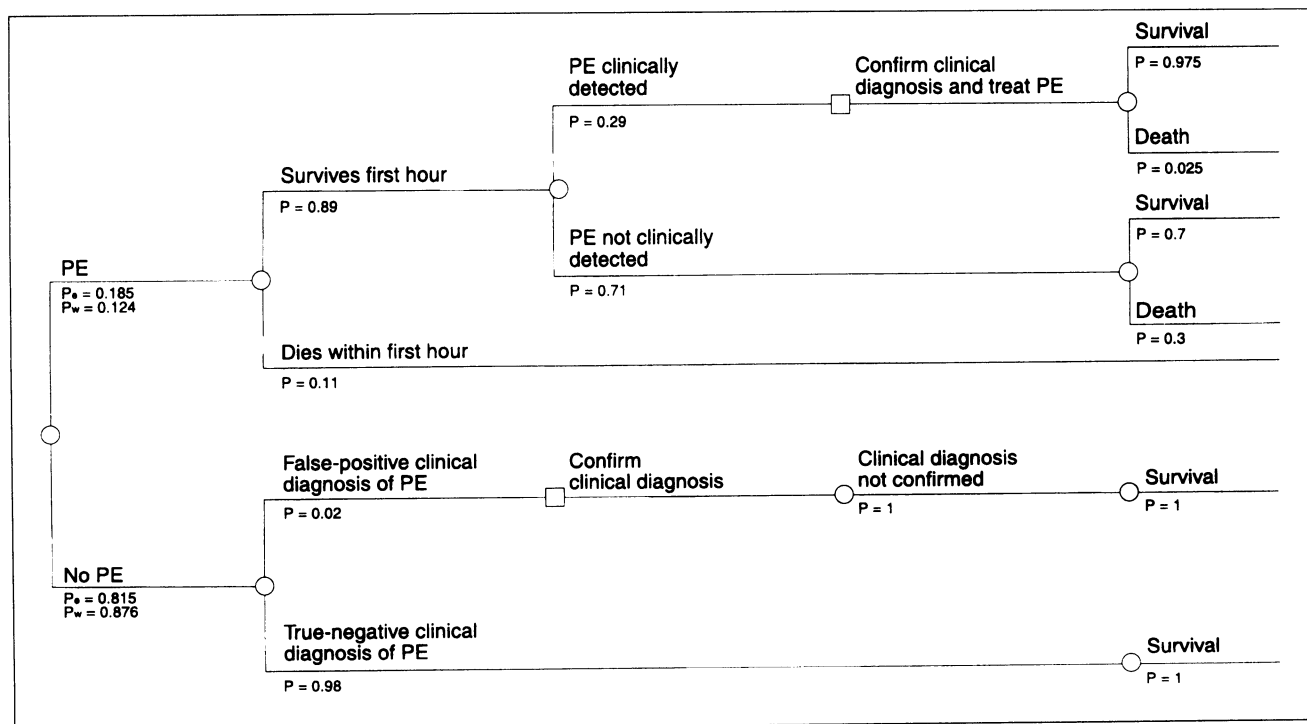 Survival
P = 0.975
PE clinically
detected
P = 0.29
Confirm clinical
diagnosis and treat PE
Death
P = 0.025
Survives first hour
P = 0.89
Survival
P = 0.7
PE not clinically
detected
P = 0.71
PE
Pe = 0.185
Pw = 0.124
Death
P = 0.3
Dies within first hour
P = 0.11
False-positive clinical
diagnosis of PE
P = 0.02
Confirm
clinical diagnosis
Clinical diagnosis
not confirmed
P = 1
Survival
P = 1
No PE
Pe = 0.815
Pw = 0.876
True-negative clinical
diagnosis of PE
P = 0.98
Survival
P = 1